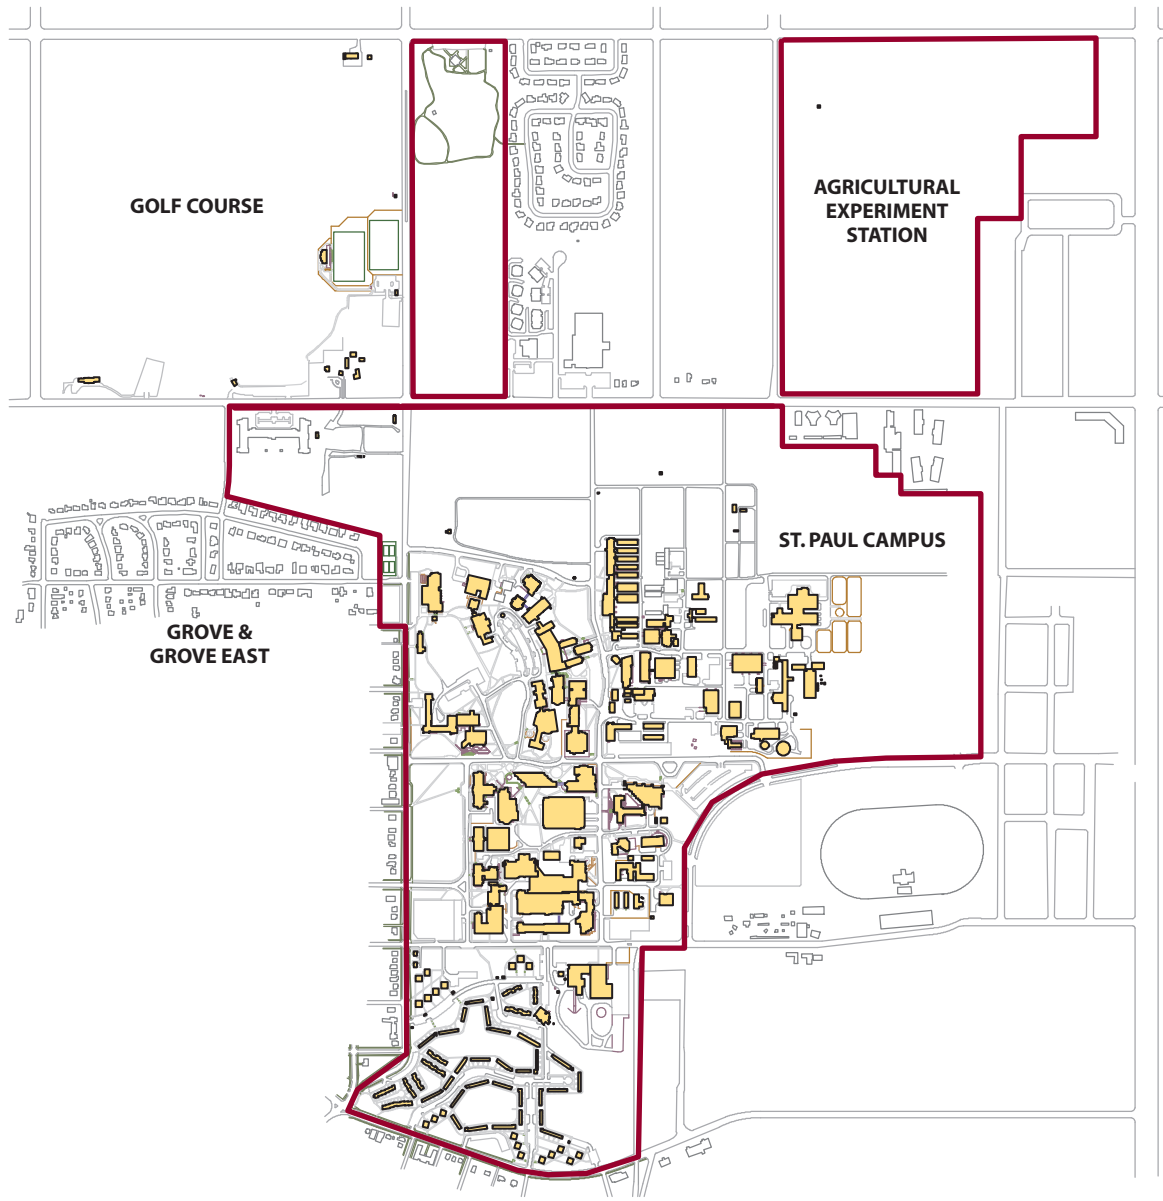 GOLF COURSE
AGRICULTURAL
EXPERIMENT
STATION
ST. PAUL CAMPUS
GROVE &
GROVE EAST